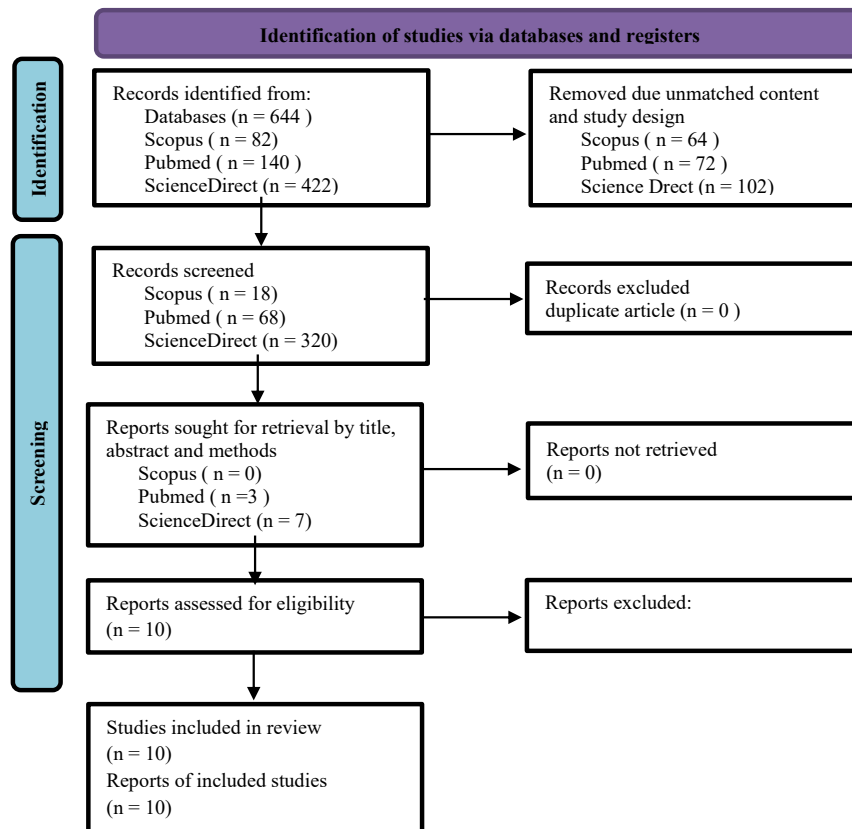 Identification of studies via databases and registers
Identification
Records identified from:
Databases (n = 644 )
Scopus ( n = 82)
Pubmed ( n = 140 )
ScienceDirect (n = 422)
Removed due unmatched content
and study design
Scopus ( n = 64 )
Pubmed ( n = 72 )
Science Drect (n = 102)
Screening
Records screened
Scopus ( n = 18)
Pubmed ( n = 68)
ScienceDirect (n = 320)
Records excluded
duplicate article (n = 0 )
Reports sought for retrieval by title,
abstract and methods
Scopus ( n = 0)
Pubmed ( n =3 )
ScienceDirect (n = 7)
Reports not retrieved
(n = 0)
Reports assessed for eligibility
(n = 10)
Reports excluded:
Studies included in review
(n = 10)
Reports of included studies
(n = 10)